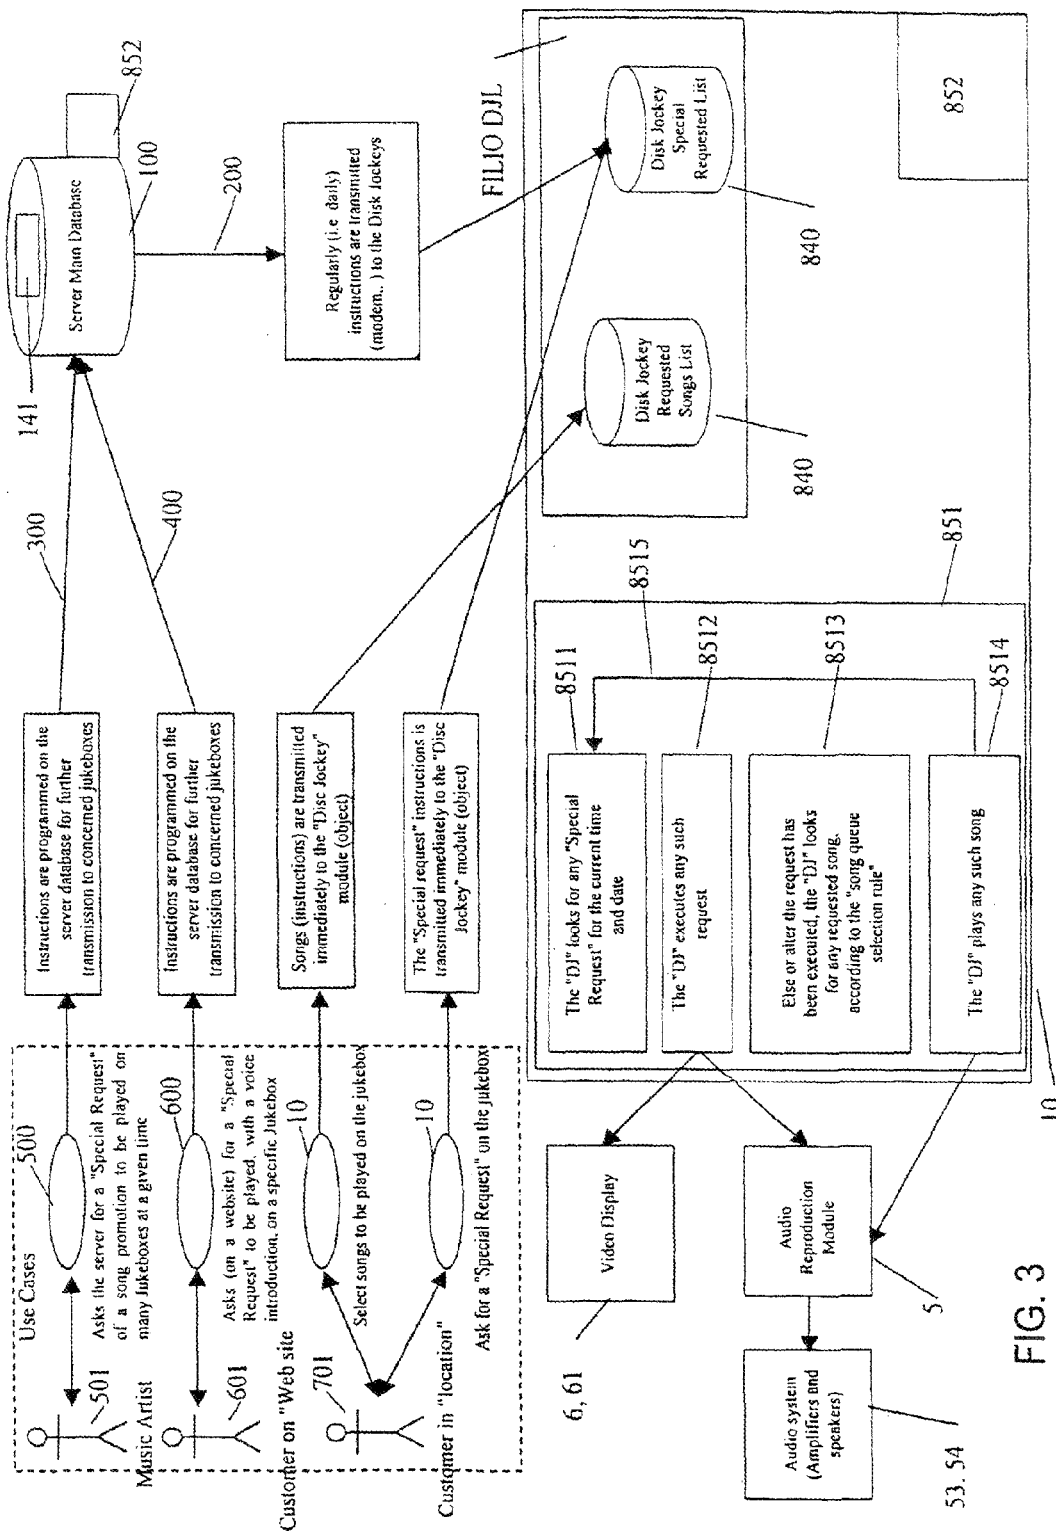 Use Cases
500
Asks the server for a "Special Request"
of a song promotion to be played on
many Jukeboxes at a given time
501
Music Artist
600
Asks (on a website) for a "Special
Request" to be played, with a voice
introduction, on a specific Jukebox
601
Customer on "Web site
10
Select songs to be played on the jukebox
701
10
Customer in "location"
Ask for a "Special Request" on the jukebox
Instructions are programmed on the
server database for further
transmission to concerned jukeboxes
Instructions are programmed on the
server database for further
transmission to concerned jukeboxes
Songs (instructions) are transmitted
immediately to the "Disc Jockey"
module (object)
The "Special request" instructions is
transmitted immediately to the "Disc
Jockey" module (object)
300
400
141
Server Main Database
852
100
200
Regularly (i.e daily)
instructions are transmitted
(modem.. ) to the Disk Jockeys
FILIO DJL
Disk Jockey
Requested
Songs List
840
Disk Jockey
Special
Requested List
840
852
851
8515
8511
The "DJ" looks for any "Special
Request" for the current time
and date
8512
The "DJ" executes any such
request
8513
Else or alter the request has
been executed, the "DJ" looks
for any requested song,
according to the "song queue
selection rule"
8514
The "DJ" plays any such song
10
Video Display
6, 61
Audio
Reproduction
Module
5
Audio system
(Amplifiers and
speakers)
53. 54
FIG. 3